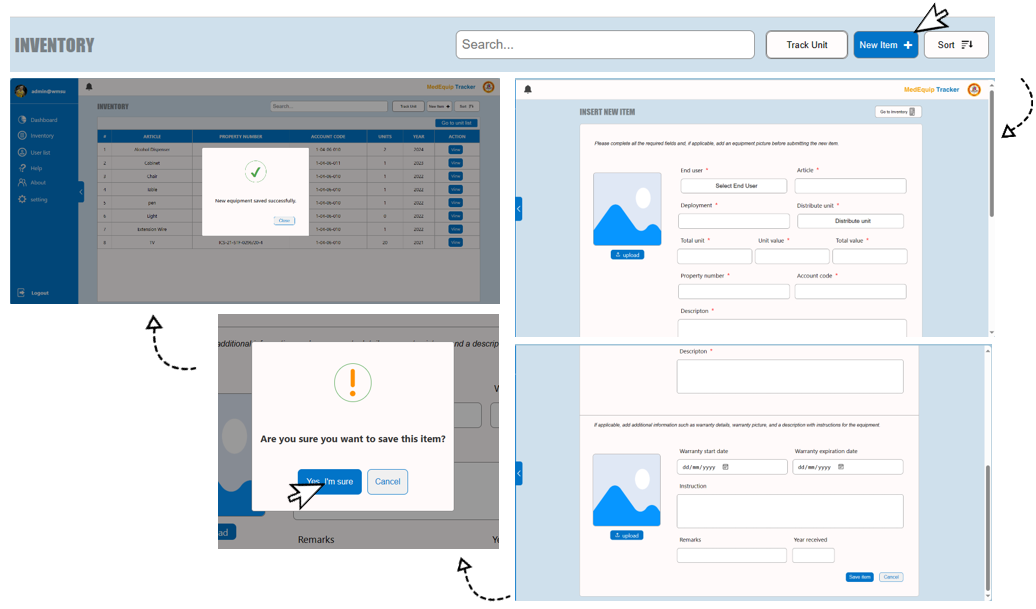 INVENTORY
Search...
Track Unit
New Item +
Sort
admin@wmsu
MedEquip Tracker
Dashboard
Inventory
User list
Help
About
setting
Logout
INVENTORY
Search...
Track Unit
New Item
Sort
Go to unit list
# ARTICLE PROPERTY NUMBER ACCOUNT CODE UNITS YEAR ACTION
1 Alcohol Dispenser 1-04-06-010 2024 View
2 Cabinet 1-04-06-011 1 2023 View
3 Chair 1-04-06-010 1 2022 View
4 table 1-04-06-010 1 2022 View
5 pen 1-04-06-010 1 2022 View
6 Light 1-04-06-010 0 2022 View
7 Extension Wire 1-04-06-010 1 2022 View
8 TV 1-04-06-010 20 2021 View
New equipment saved successfully.
Close
MedEquip Tracker
INSERT NEW ITEM
Go to Inventory
Please complete all the required fields and, if applicable, add an equipment picture before submitting the new item.
End user * Article *
Select End User
Deployment * Distribute unit *
Distribute unit
upload
Total unit * Unit value * Total value *
Property number * Account code *
Descripton *
Descripton *
If applicable, add additional information such as warranty details, warranty picture, and a description with instructions for the equipment.
Warranty start date Warranty expiration date
dd/mm/yyyy dd/mm/yyyy
Instruction
upload
Remarks Year received
Save item Cancel
additional
nd a descrip
W
Are you sure you want to save this item?
Yes, I'm sure
Cancel
ad
Remarks
Ye